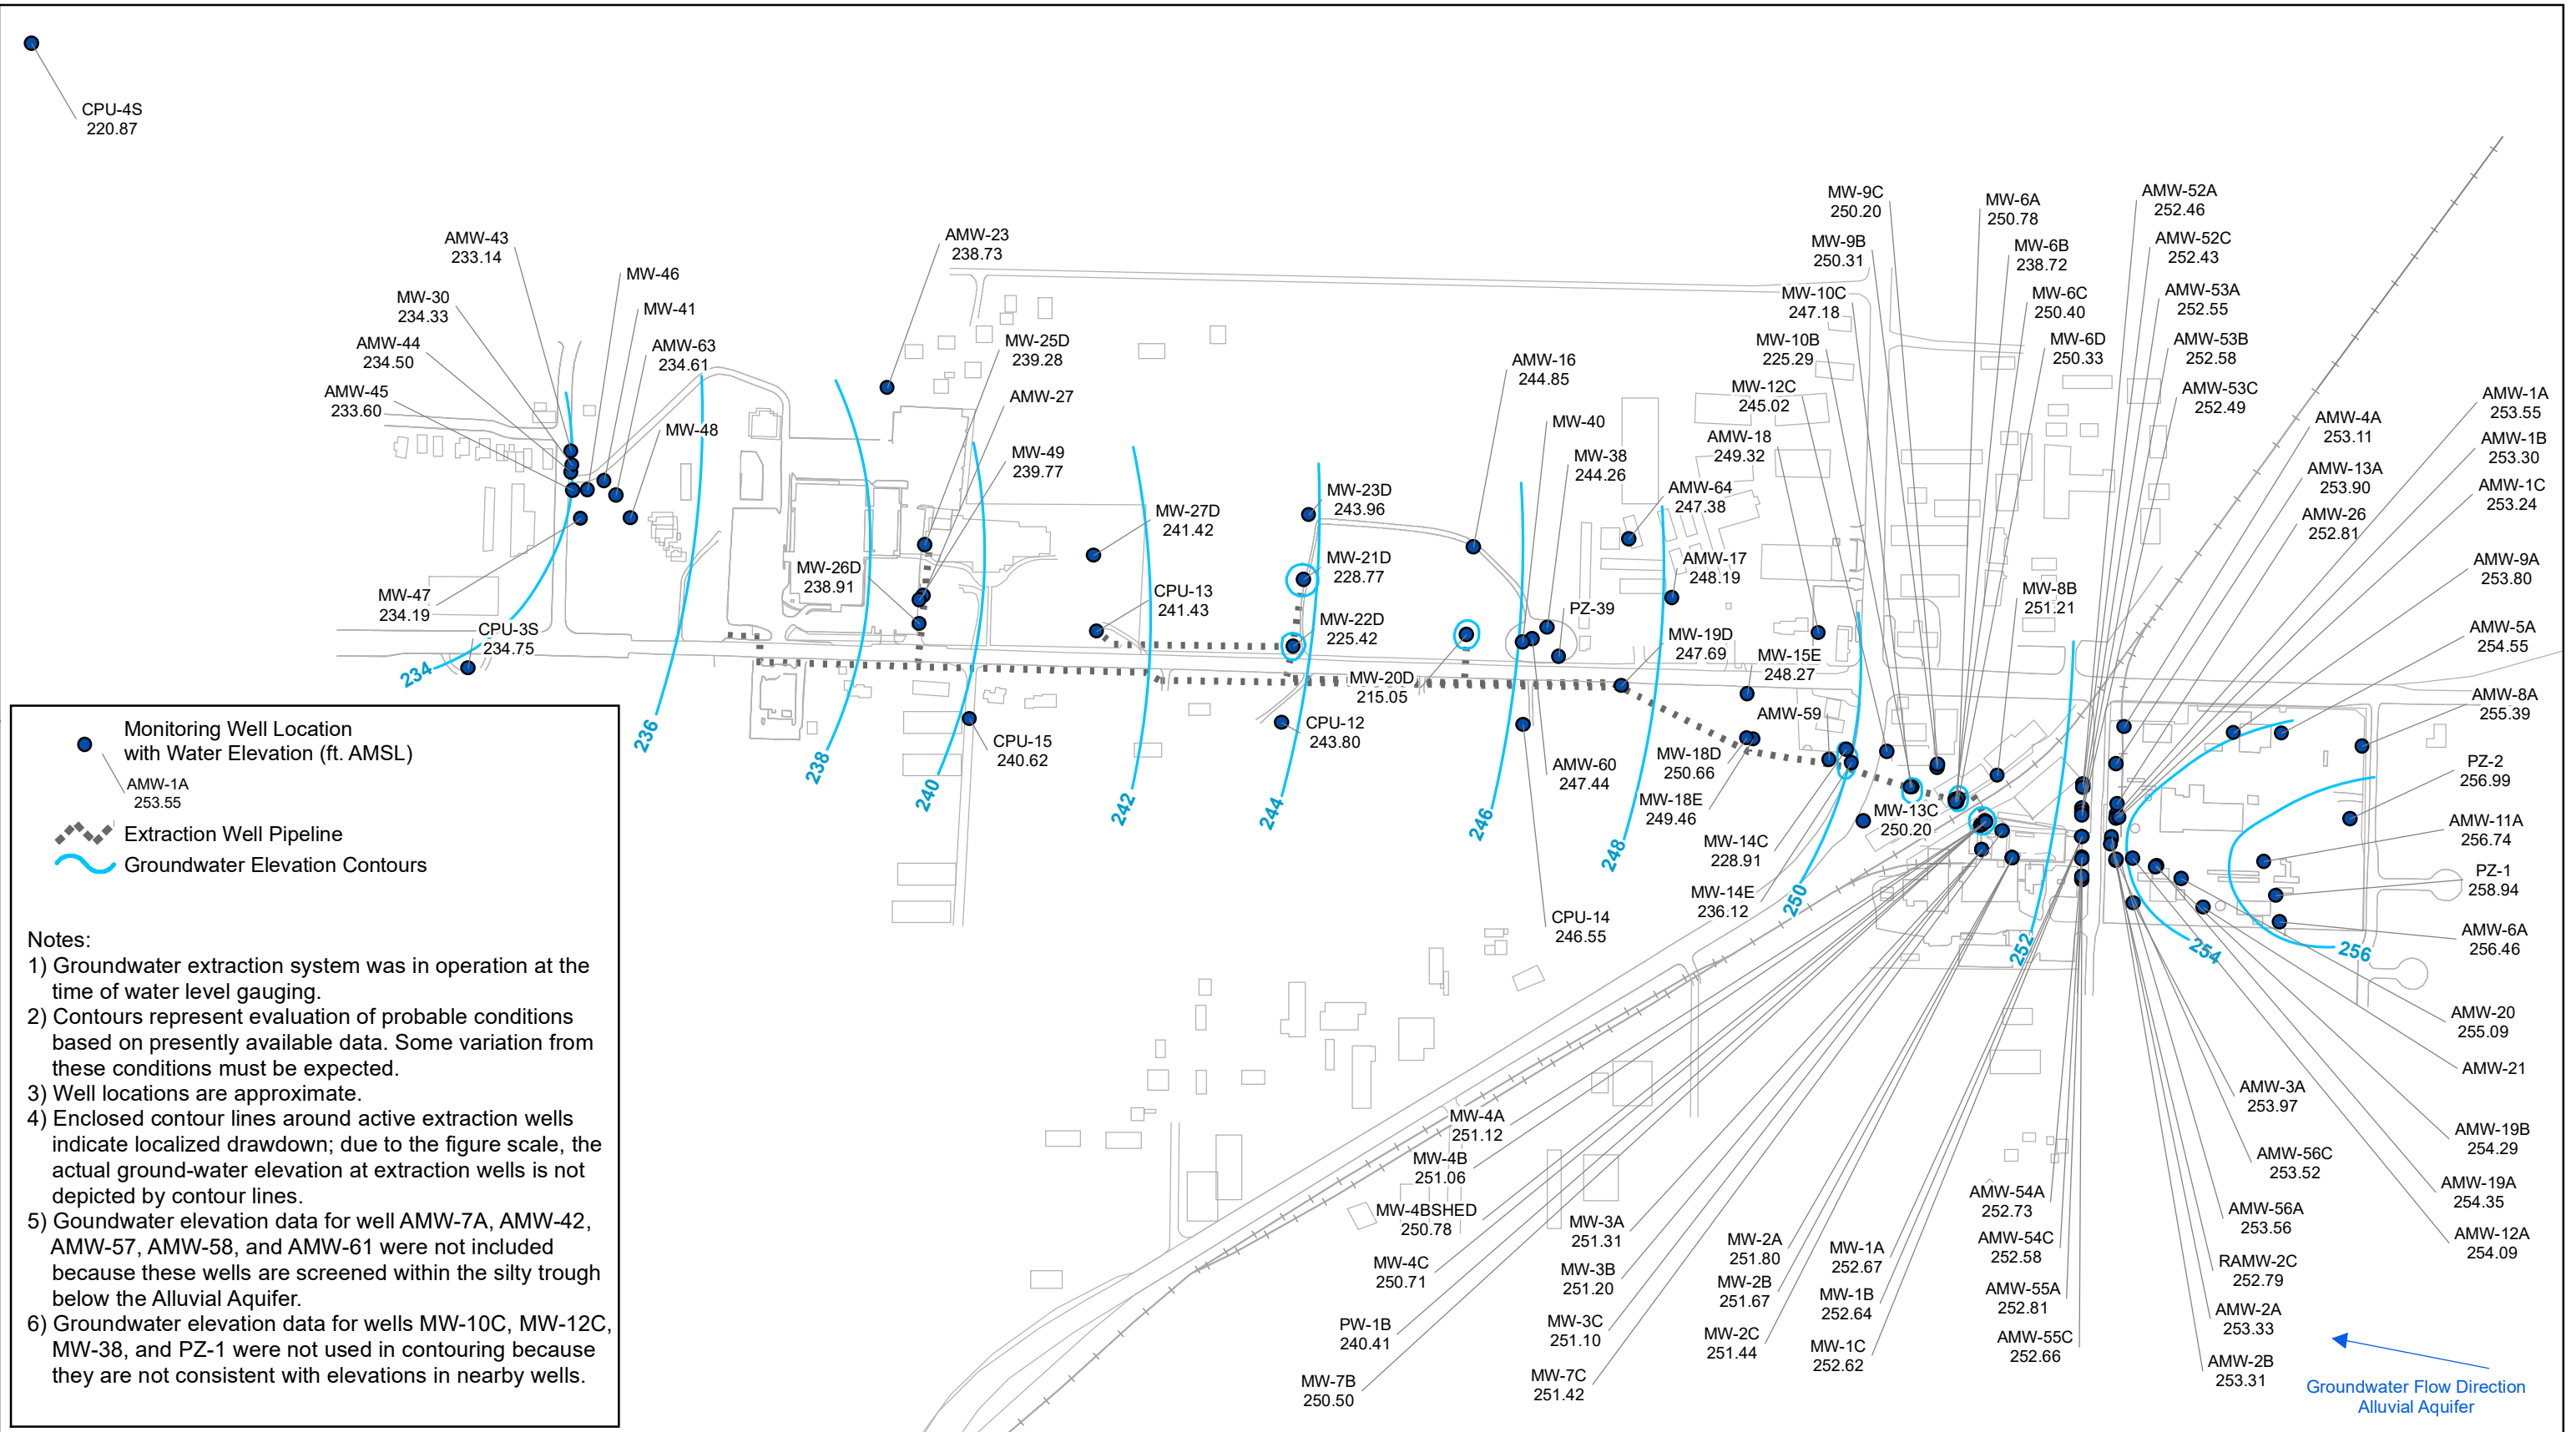 CPU-4S
220.87
AMW-43
233.14
MW-30
234.33
AMW-44
234.50
AMW-45
233.60
MW-46
MW-41
AMW-63
234.61
MW-48
MW-47
234.19
CPU-3S
234.75
234
236
238
240
242
244
246
248
250
252
254
256
AMW-23
238.73
MW-25D
239.28
AMW-27
MW-49
239.77
MW-26D
238.91
CPU-15
240.62
MW-27D
241.42
CPU-13
241.43
MW-23D
243.96
MW-21D
228.77
MW-22D
225.42
CPU-12
243.80
MW-20D
215.05
AMW-16
244.85
MW-40
MW-38
244.26
PZ-39
AMW-60
247.44
CPU-14
246.55
AMW-64
247.38
AMW-17
248.19
MW-19D
247.69
MW-15E
248.27
AMW-59
MW-18D
250.66
MW-18E
249.46
MW-14C
228.91
MW-14E
236.12
MW-13C
250.20
MW-9C
250.20
MW-9B
250.31
MW-10C
247.18
MW-10B
225.29
MW-12C
245.02
AMW-18
249.32
MW-6A
250.78
MW-6B
238.72
MW-6C
250.40
MW-6D
250.33
MW-8B
251.21
AMW-52A
252.46
AMW-52C
252.43
AMW-53A
252.55
AMW-53B
252.58
AMW-53C
252.49
AMW-4A
253.11
AMW-13A
253.90
AMW-26
252.81
AMW-1A
253.55
AMW-1B
253.30
AMW-1C
253.24
AMW-9A
253.80
AMW-5A
254.55
AMW-8A
255.39
PZ-2
256.99
AMW-11A
256.74
PZ-1
258.94
AMW-6A
256.46
AMW-20
255.09
AMW-21
AMW-19B
254.29
AMW-19A
254.35
AMW-12A
254.09
AMW-3A
253.97
AMW-56C
253.52
AMW-56A
253.56
RAMW-2C
252.79
AMW-2A
253.33
AMW-2B
253.31
AMW-54A
252.73
AMW-54C
252.58
AMW-55A
252.81
AMW-55C
252.66
MW-1A
252.67
MW-1B
252.64
MW-1C
252.62
MW-2A
251.80
MW-2B
251.67
MW-2C
251.44
MW-3A
251.31
MW-3B
251.20
MW-3C
251.10
MW-7C
251.42
MW-4A
251.12
MW-4B
251.06
MW-4BSHED
250.78
MW-4C
250.71
PW-1B
240.41
MW-7B
250.50
Groundwater Flow Direction
Alluvial Aquifer
Monitoring Well Location
with Water Elevation (ft. AMSL)
AMW-1A
253.55
Extraction Well Pipeline
Groundwater Elevation Contours
Notes:
1) Groundwater extraction system was in operation at the
time of water level gauging.
2) Contours represent evaluation of probable conditions
based on presently available data. Some variation from
these conditions must be expected.
3) Well locations are approximate.
4) Enclosed contour lines around active extraction wells
indicate localized drawdown; due to the figure scale, the
actual ground-water elevation at extraction wells is not
depicted by contour lines.
5) Goundwater elevation data for well AMW-7A, AMW-42,
AMW-57, AMW-58, and AMW-61 were not included
because these wells are screened within the silty trough
below the Alluvial Aquifer.
6) Groundwater elevation data for wells MW-10C, MW-12C,
MW-38, and PZ-1 were not used in contouring because
they are not consistent with elevations in nearby wells.